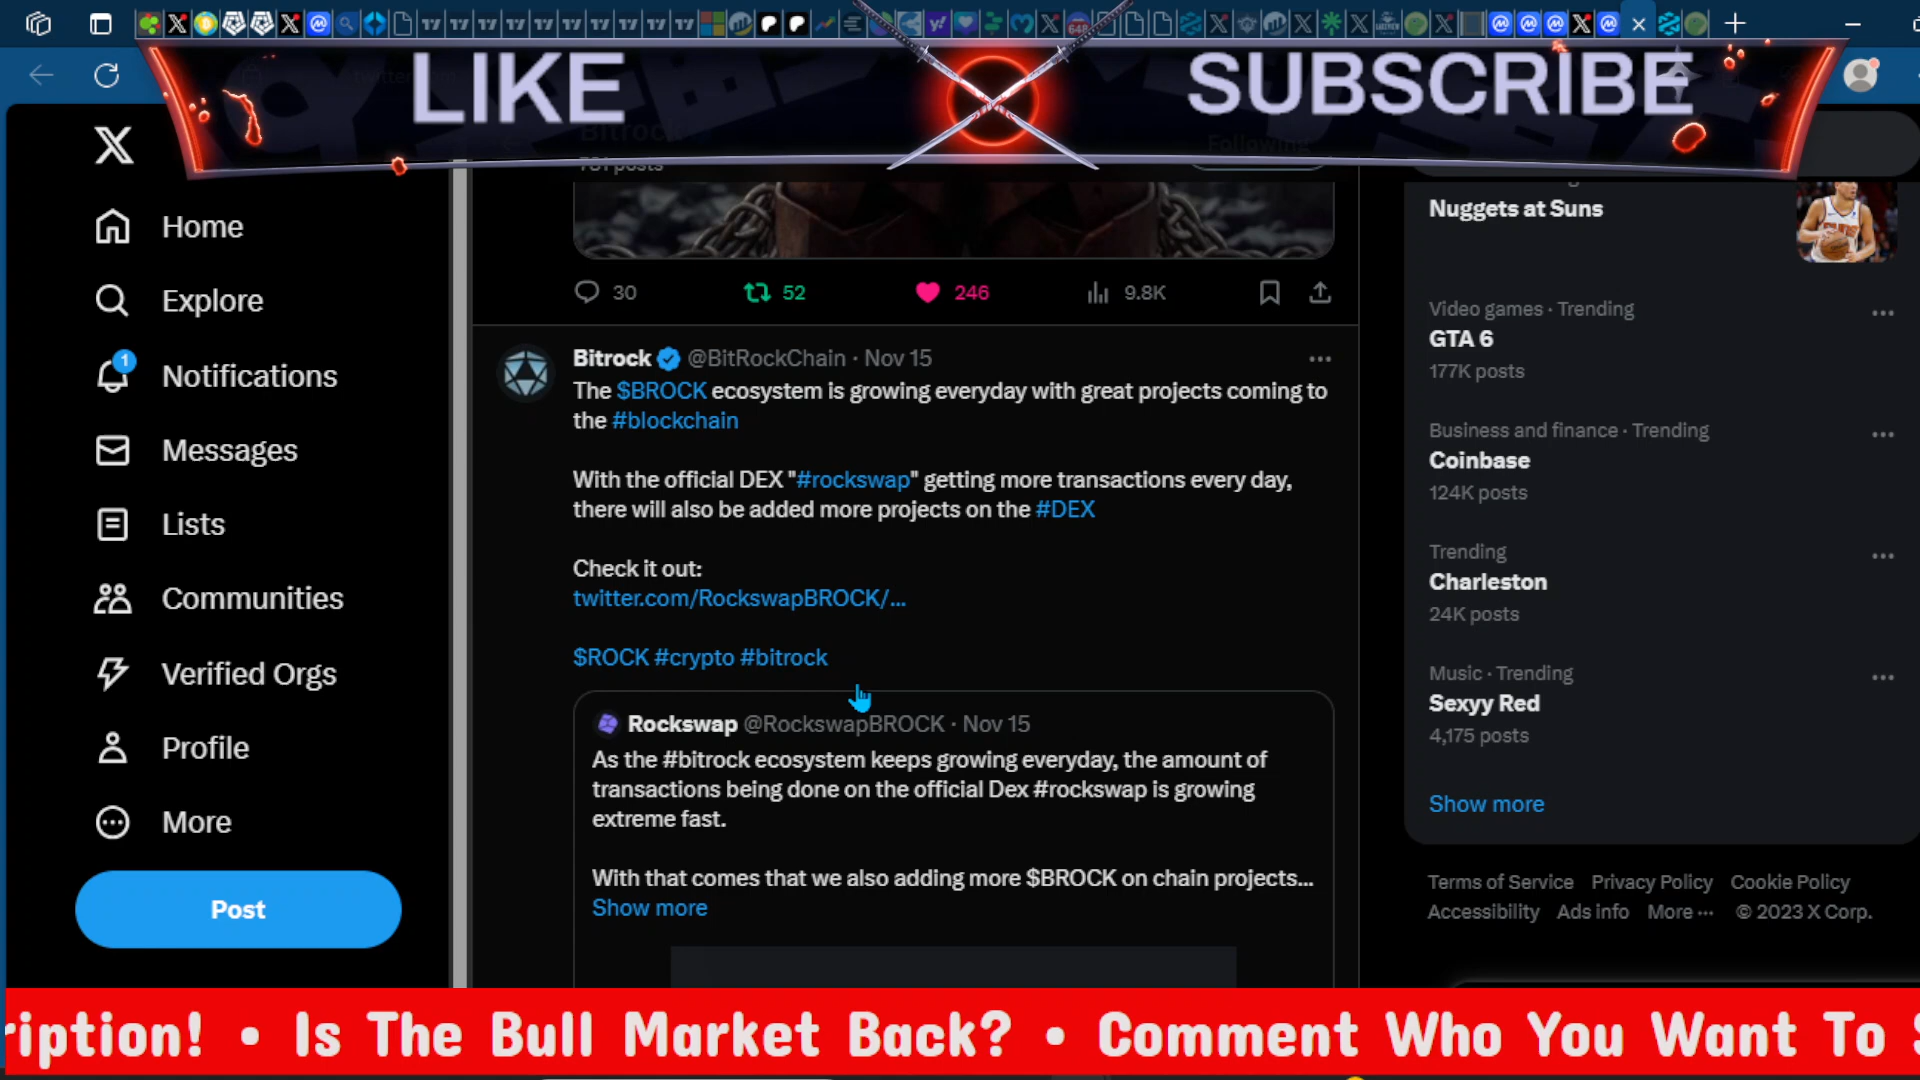 LIKE
SUBSCRIBE
Bitrock
781 posts
Following
Home
Explore
1
Notifications
Messages
Lists
Communities
Verified Orgs
Profile
More
Post
30
52
246
9.8K
Bitrock @BitRockChain · Nov 15
The $BROCK ecosystem is growing everyday with great projects coming to
the #blockchain
With the official DEX "#rockswap" getting more transactions every day,
there will also be added more projects on the #DEX
Check it out:
twitter.com/RockswapBROCK/...
$ROCK #crypto #bitrock
Rockswap @RockswapBROCK · Nov 15
As the #bitrock ecosystem keeps growing everyday, the amount of
transactions being done on the official Dex #rockswap is growing
extreme fast.
With that comes that we also adding more $BROCK on chain projects...
Show more
Nuggets at Suns
Video games · Trending
GTA 6
177K posts
Business and finance · Trending
Coinbase
124K posts
Trending
Charleston
24K posts
Music · Trending
Sexyy Red
4,175 posts
Show more
Terms of Service Privacy Policy Cookie Policy
Accessibility Ads info More ··· © 2023 X Corp.
ription! • Is The Bull Market Back? • Comment Who You Want To